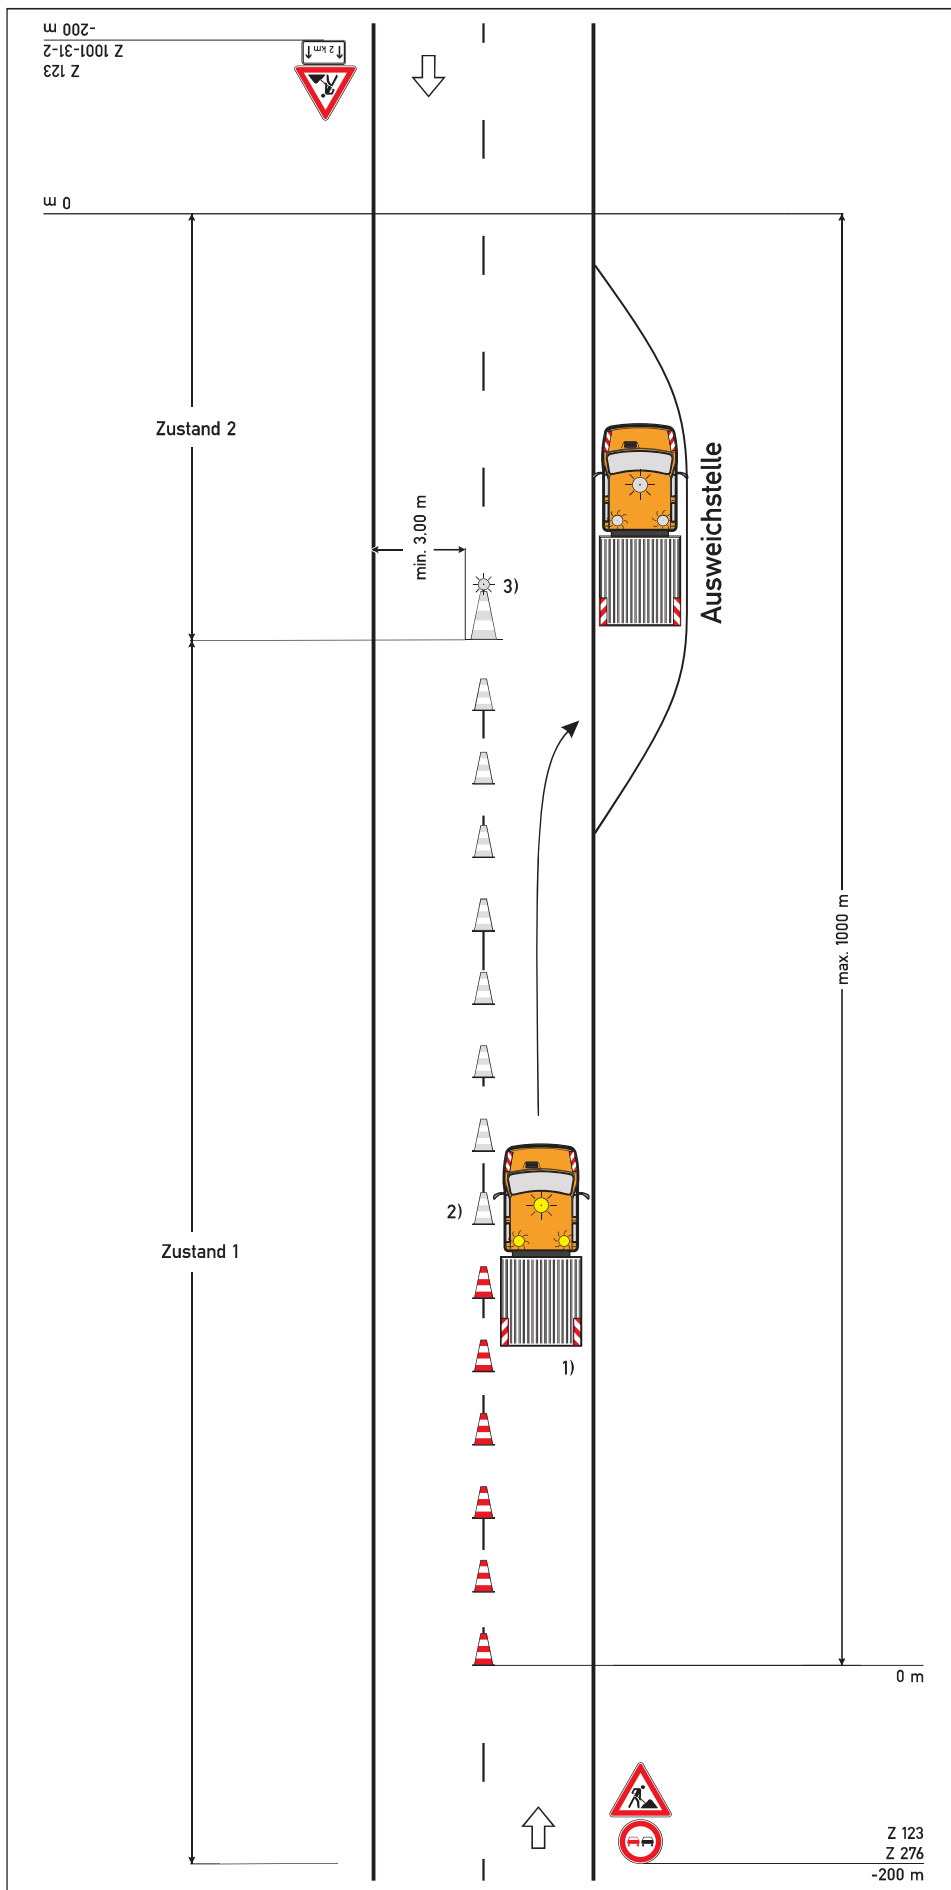 -200 m
Z 1001-31-2
Z 123
2 km
0 m
Zustand 2
min. 3.00 m
3)
Ausweichstelle
max. 1000 m
2)
Zustand 1
1)
0 m
Z 123
Z 276
-200 m